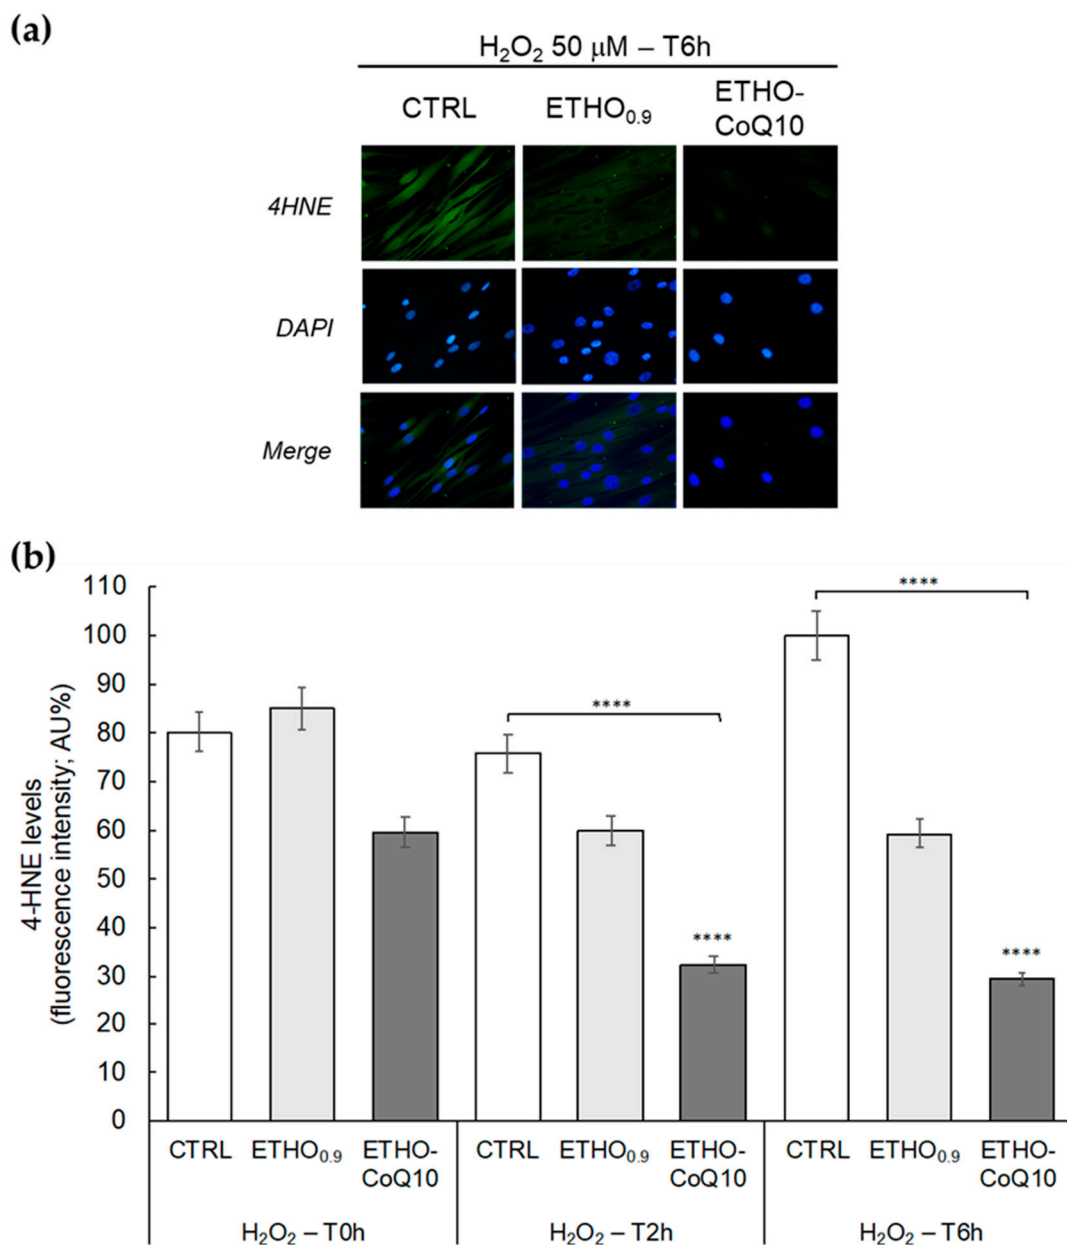 (a)
H₂O₂ 50 μM – T6h
CTRL
ETHO₀.₉
ETHO-
CoQ10
4HNE
DAPI
Merge
(b)
4-HNE levels
(fluorescence intensity; AU%)
110
100
90
80
70
60
50
40
30
20
10
0
****
****
****
****
CTRL
ETHO₀.₉
ETHO-
CoQ10
CTRL
ETHO₀.₉
ETHO-
CoQ10
CTRL
ETHO₀.₉
ETHO-
CoQ10
H₂O₂ – T0h
H₂O₂ – T2h
H₂O₂ – T6h